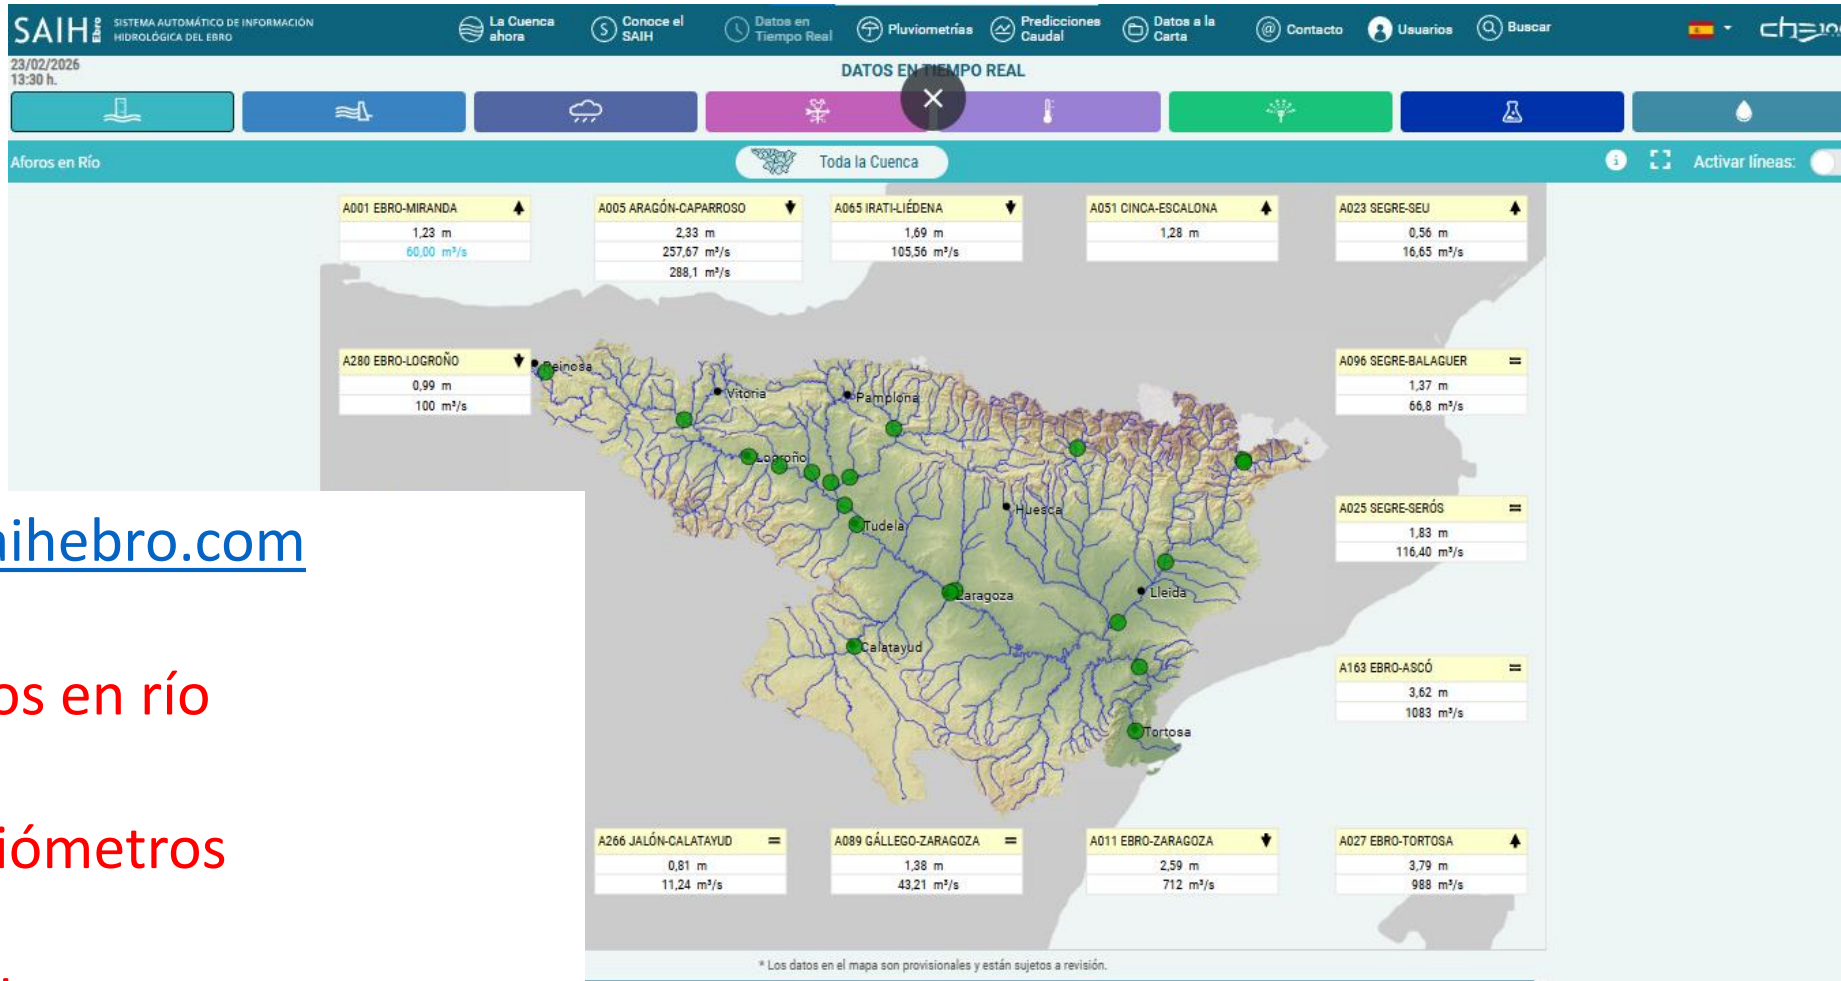 SAIH Ebro SISTEMA AUTOMÁTICO DE INFORMACIÓN
HIDROLÓGICA DEL EBRO
La Cuenca ahora
Conoce el SAIH
Datos en Tiempo Real
Pluviometrías
Predicciones Caudal
Datos a la Carta
Contacto
Usuarios
Buscar
23/02/2026
13:30 h.
DATOS EN TIEMPO REAL
Aforos en Río
Toda la Cuenca
Activar líneas:
A001 EBRO-MIRANDA
1,23 m
60,00 m³/s
A005 ARAGÓN-CAPARROSO
2,33 m
257,67 m³/s
288,1 m³/s
A065 IRATI-LIÉDENA
1,69 m
105,56 m³/s
A051 CINCA-ESCALONA
1,28 m
A023 SEGRE-SEU
0,56 m
16,65 m³/s
A280 EBRO-LOGROÑO
0,99 m
100 m³/s
A096 SEGRE-BALAGUER =
1,37 m
66,8 m³/s
Reinosa
Vitoria
Pamplona
Logroño
Huesca
Tudela
Zaragoza
Lleida
Calatayud
Tortosa
A025 SEGRE-SERÓS =
1,83 m
116,40 m³/s
aihebro.com
os en río
A163 EBRO-ASCÓ =
3,62 m
1083 m³/s
iómetros
A266 JALÓN-CALATAYUD =
0,81 m
11,24 m³/s
A089 GÁLLEGO-ZARAGOZA =
1,38 m
43,21 m³/s
A011 EBRO-ZARAGOZA
2,59 m
712 m³/s
A027 EBRO-TORTOSA
3,79 m
988 m³/s
* Los datos en el mapa son provisionales y están sujetos a revisión.